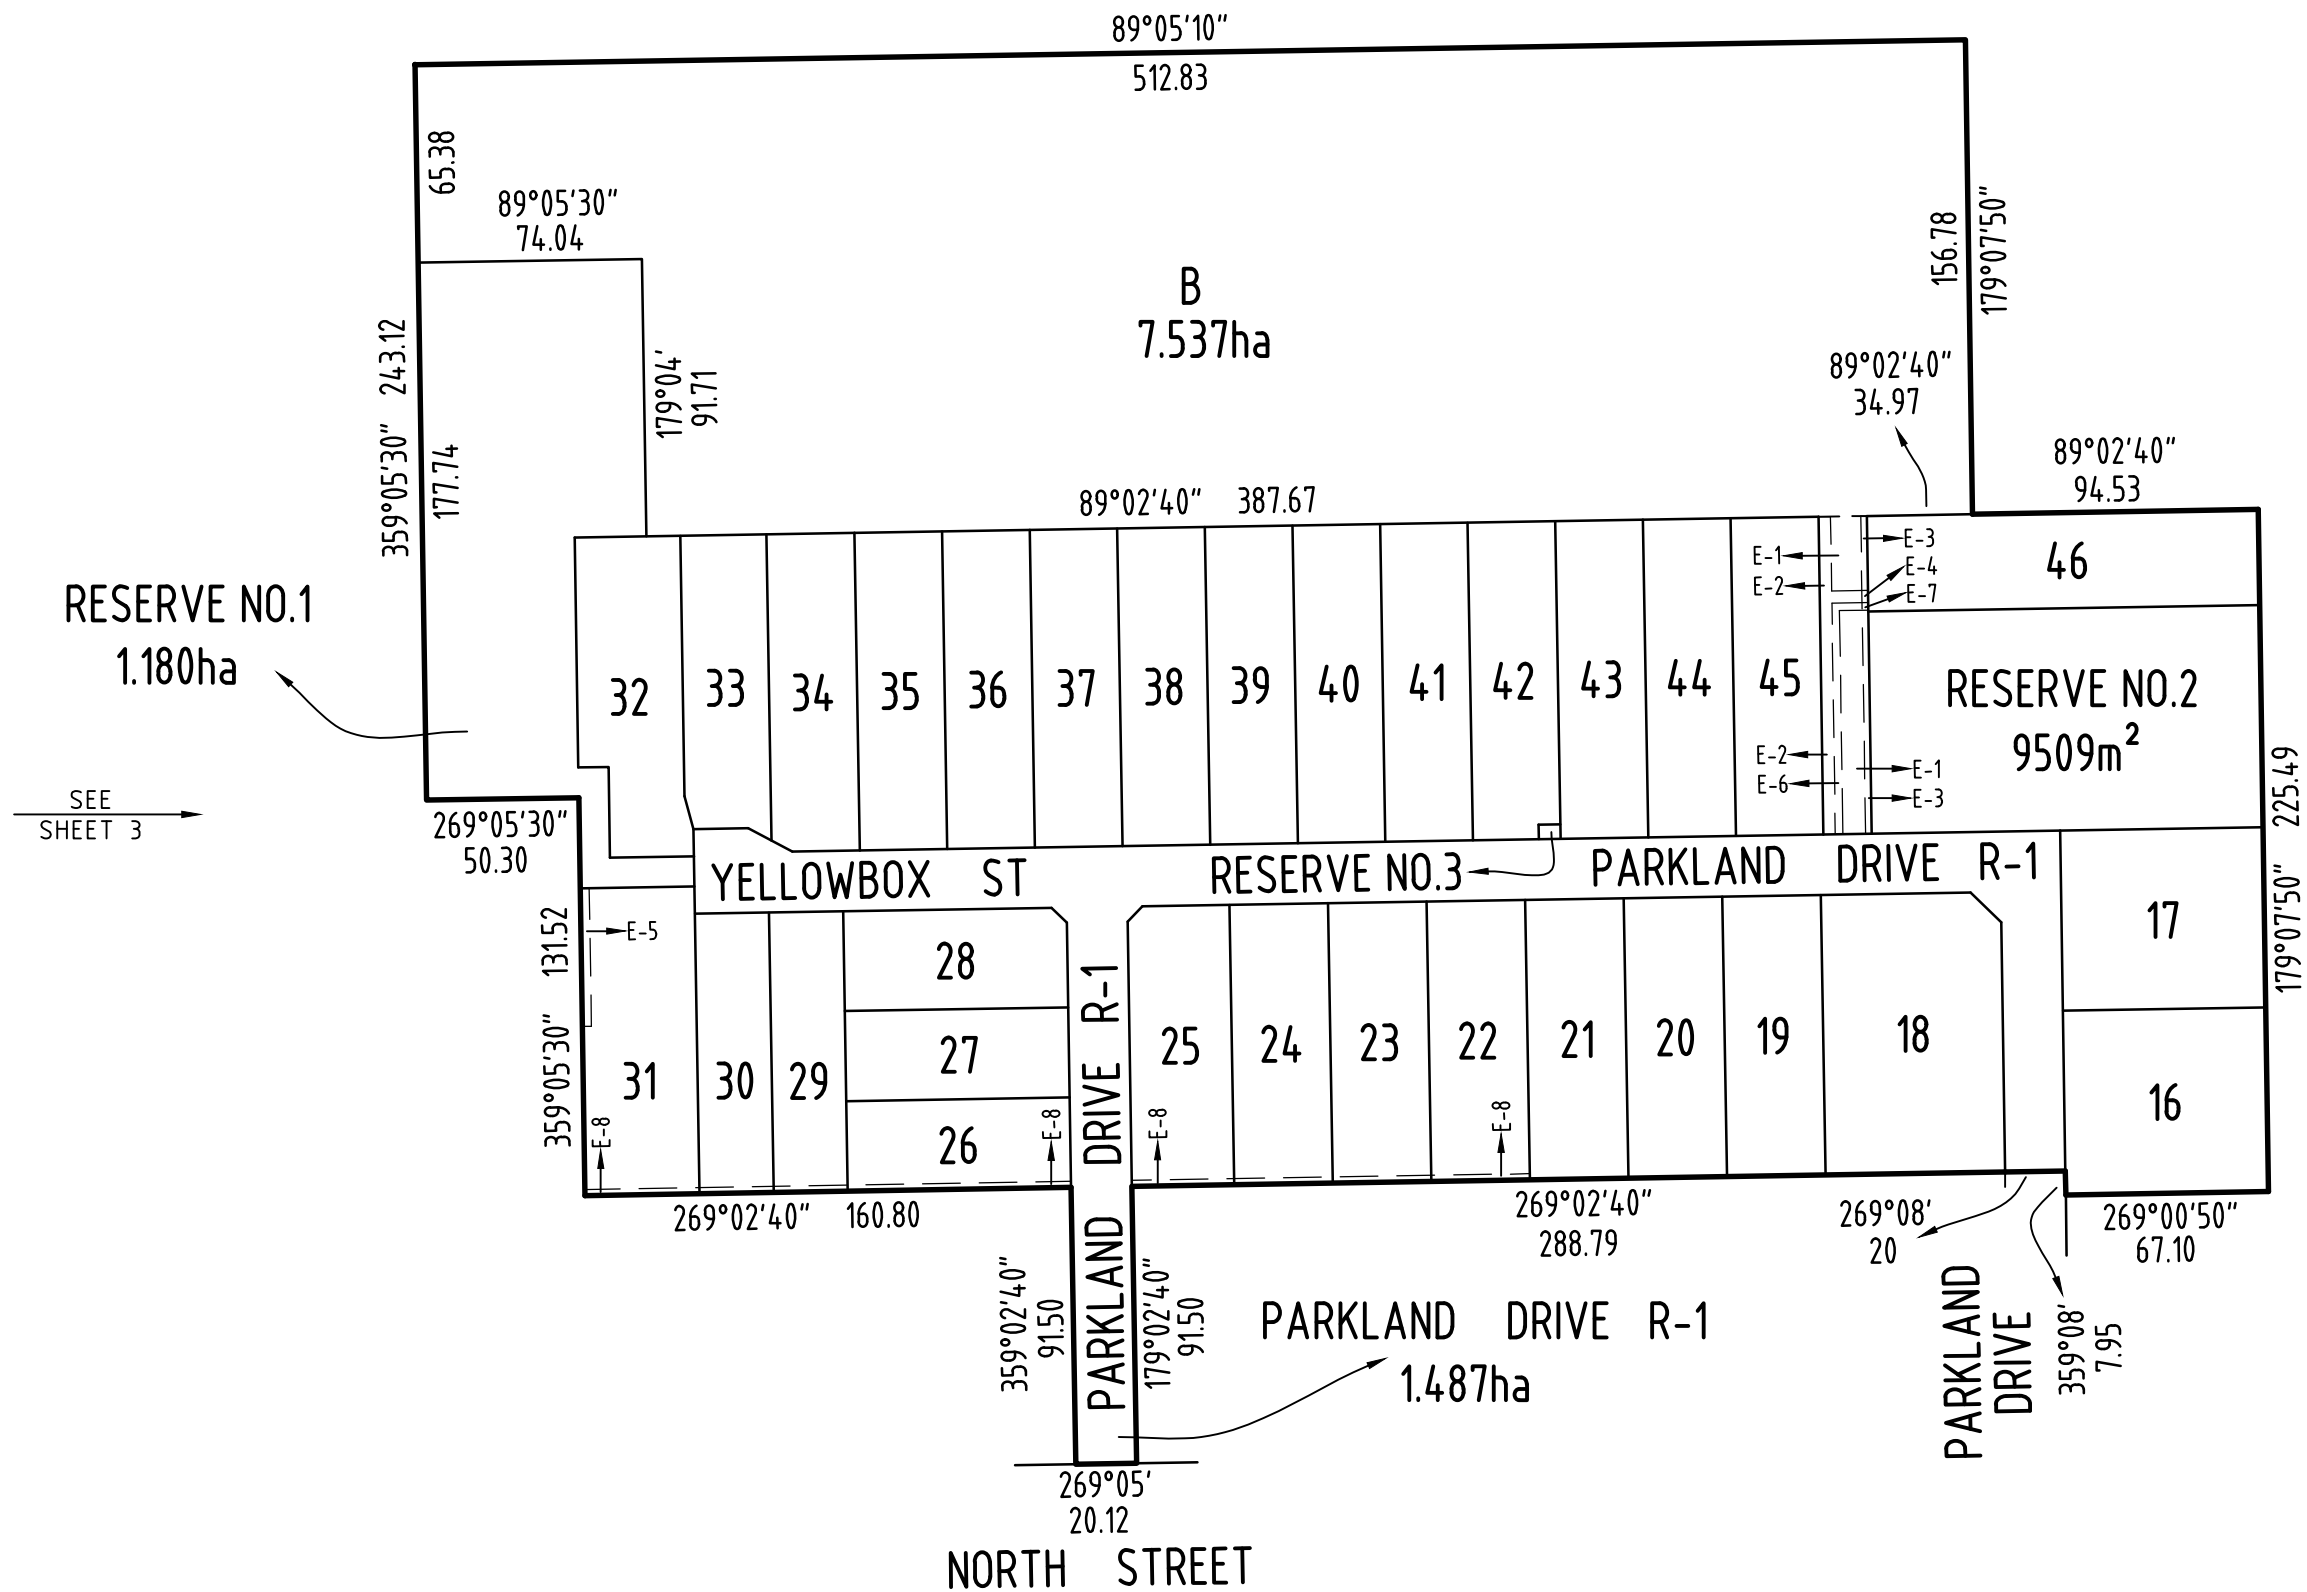 89°05'10"
512.83
65.38
89°05'30"
74.04
156.78
179°07'50"
B
7.537ha
359°05'30" 243.12
177.74
179°04'
91.71
89°02'40"
34.97
89°02'40"
94.53
89°02'40" 387.67
RESERVE NO.1
1.180ha
SEE
SHEET 3
269°05'30"
50.30
32
33
34
35
36
37
38
39
40
41
42
43
44
45
E-1
E-2
E-3
E-4
E-7
E-2
E-6
E-1
E-3
46
RESERVE NO.2
9509m²
179°07'50" 225.49
YELLOWBOX ST
RESERVE NO.3
PARKLAND DRIVE R-1
359°05'30" 131.52
E-5
31
30
29
28
27
26
PARKLAND DRIVE R-1
25
24
23
22
21
20
19
18
17
16
E-8
E-8
E-8
E-8
269°02'40" 160.80
269°02'40"
288.79
269°08'
20
269°00'50"
67.10
359°02'40"
91.50
179°02'40"
91.50
PARKLAND
PARKLAND DRIVE R-1
1.487ha
PARKLAND
DRIVE
359°08'
7.95
269°05'
20.12
NORTH STREET